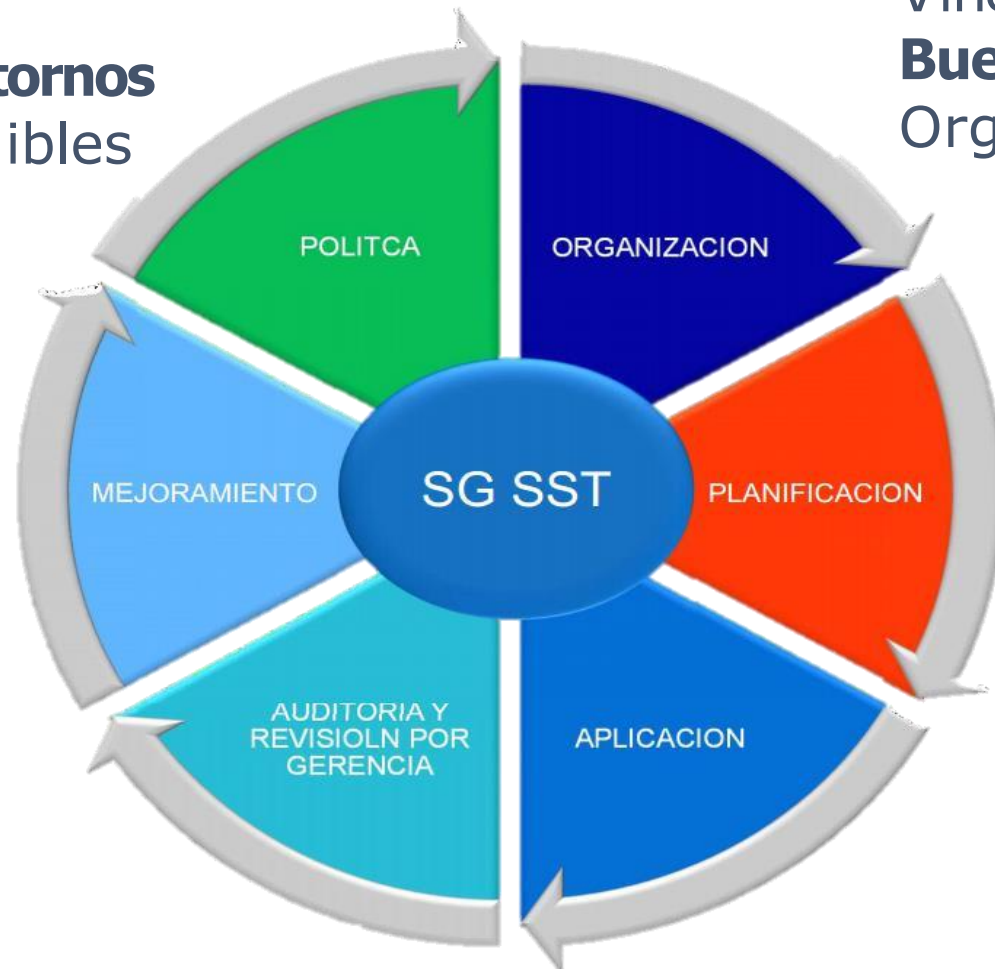 tornos
ibles
Bue
Org
POLITCA
ORGANIZACION
MEJORAMIENTO
SG SST
PLANIFICACION
AUDITORIA Y
REVISIOLN POR
GERENCIA
APLICACION